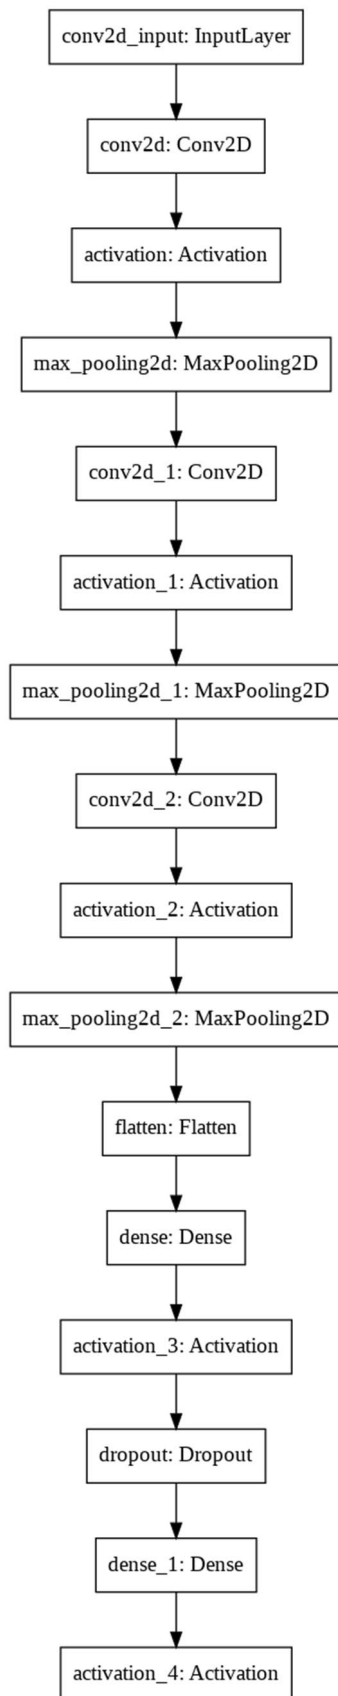 conv2d_input: InputLayer
conv2d: Conv2D
activation: Activation
max_pooling2d: MaxPooling2D
conv2d_1: Conv2D
activation_1: Activation
max_pooling2d_1: MaxPooling2D
conv2d_2: Conv2D
activation_2: Activation
max_pooling2d_2: MaxPooling2D
flatten: Flatten
dense: Dense
activation_3: Activation
dropout: Dropout
dense_1: Dense
activation_4: Activation